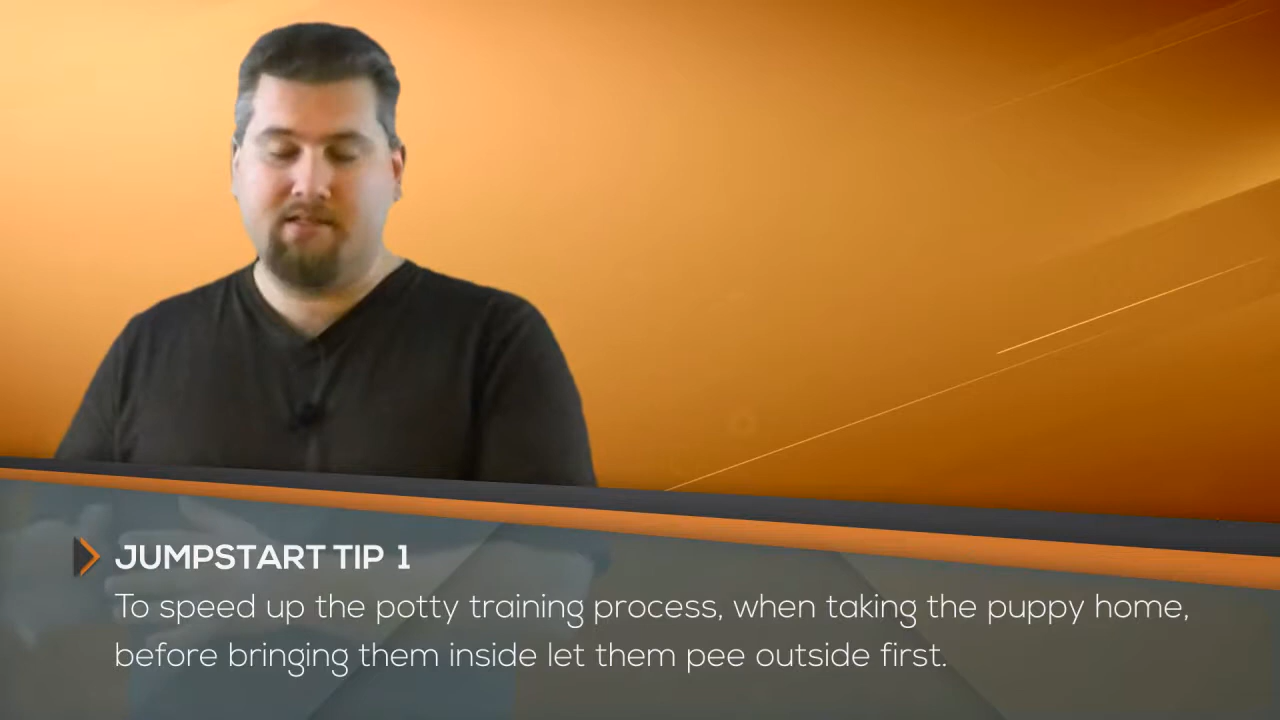 JUMPSTART TIP 1
To speed up the potty training process, when taking the puppy home,
before bringing them inside let them pee outside first.